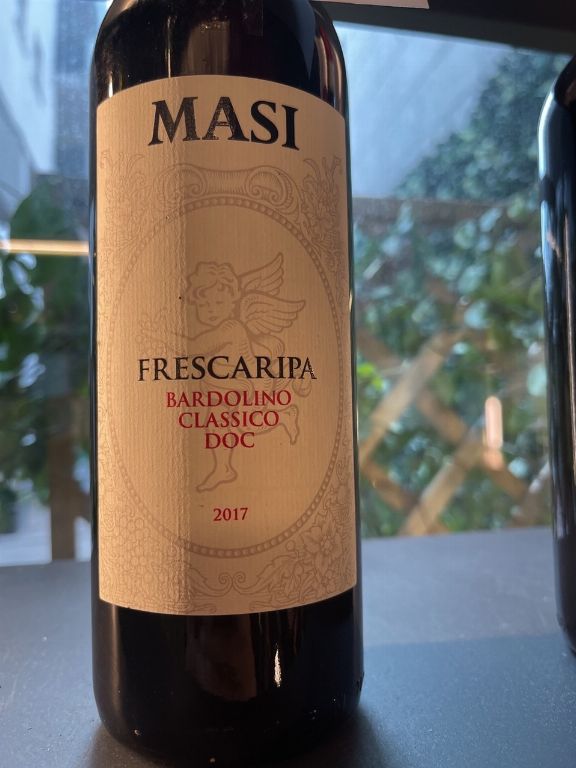 MASI
FRESCARIPA
BARDOLINO
CLASSICO
DOC
2017